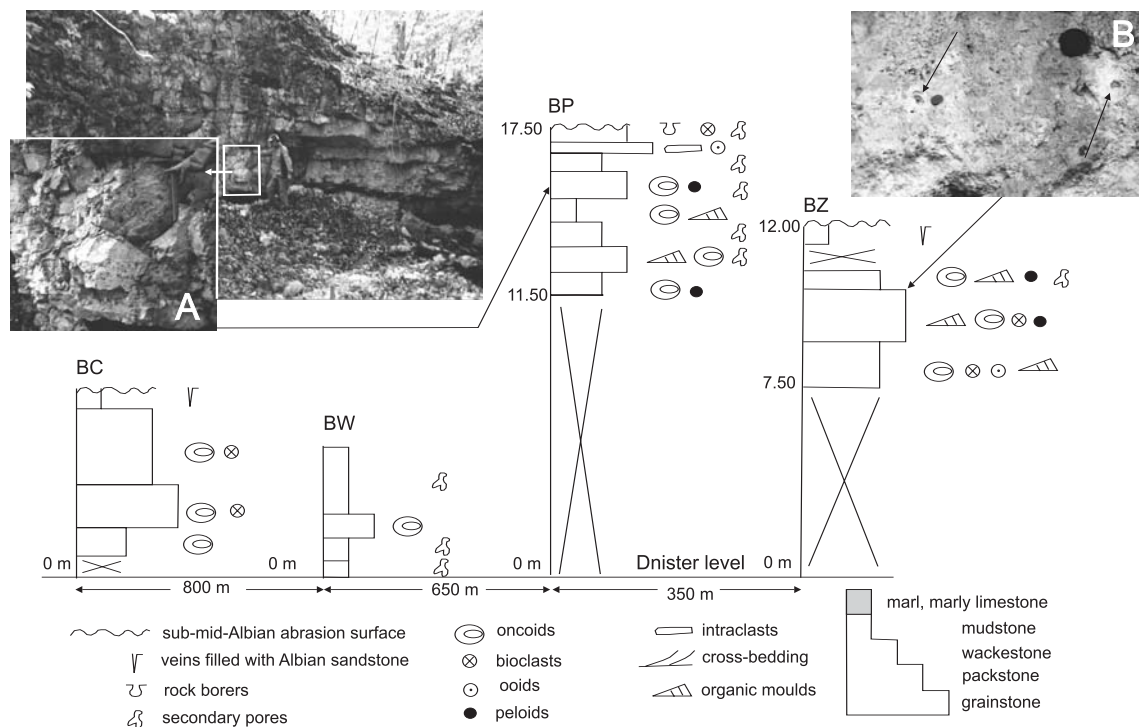 A
B
BP
17.50
11.50
BZ
12.00
7.50
BC
BW
0 m
0 m
0 m
Dnister level
0 m
800 m
650 m
350 m
sub-mid-Albian abrasion surface
veins filled with Albian sandstone
rock borers
secondary pores
oncoids
bioclasts
ooids
peloids
intraclasts
cross-bedding
organic moulds
marl, marly limestone
mudstone
wackestone
packstone
grainstone